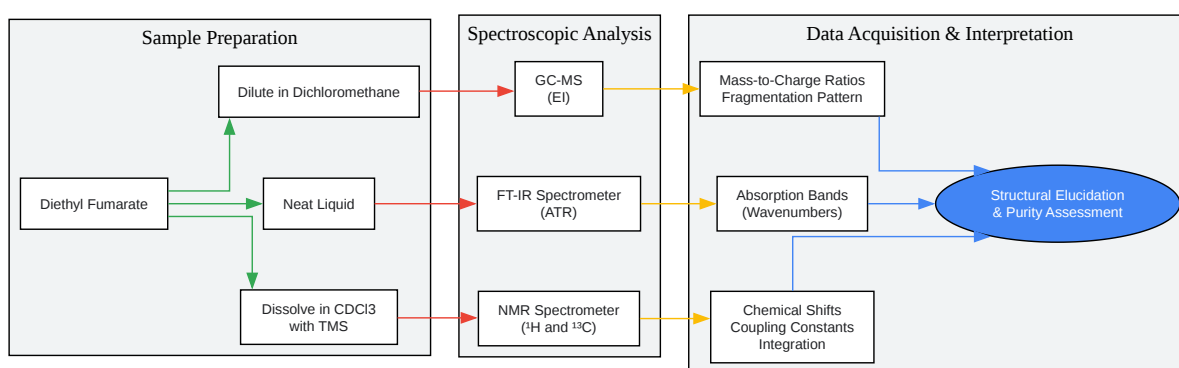 Sample Preparation
Spectroscopic Analysis
Data Acquisition & Interpretation
Dilute in Dichloromethane
GC-MS
(EI)
Mass-to-Charge Ratios
Fragmentation Pattern
Diethyl Fumarate
Neat Liquid
FT-IR Spectrometer
(ATR)
Absorption Bands
(Wavenumbers)
Structural Elucidation
& Purity Assessment
Dissolve in CDCl3
with TMS
NMR Spectrometer
(¹H and ¹³C)
Chemical Shifts
Coupling Constants
Integration